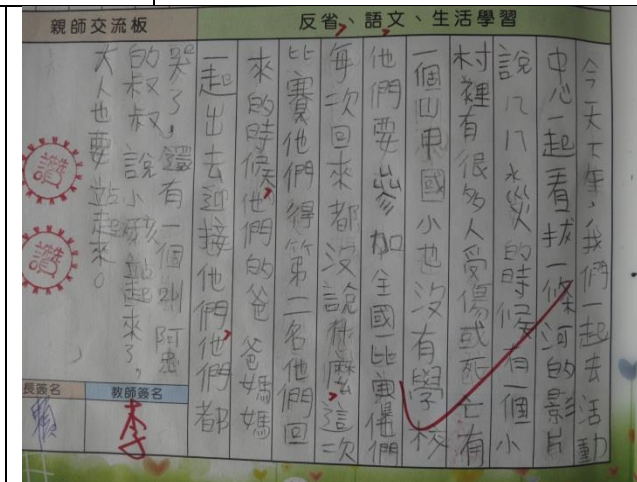 親師交流板
反省、語文、生活學習
今天下午,我們一起去活動
中心一起看拔一條河的影片
說八八水災的時候有一個小
村裡有很多人受傷或死亡有
一個山甲國小也沒有學校
他們要參加全國比賽他們
每次回來都沒說什麼,這次
比賽他們得第二名他們回
來的時候,他們的爸爸媽媽
一起出去迎接他們,他們都
哭了,還有一個叫阿忠
的叔叔說小孩站起來了,
大人也要站起來。
讚
讚
長簽名
教師簽名